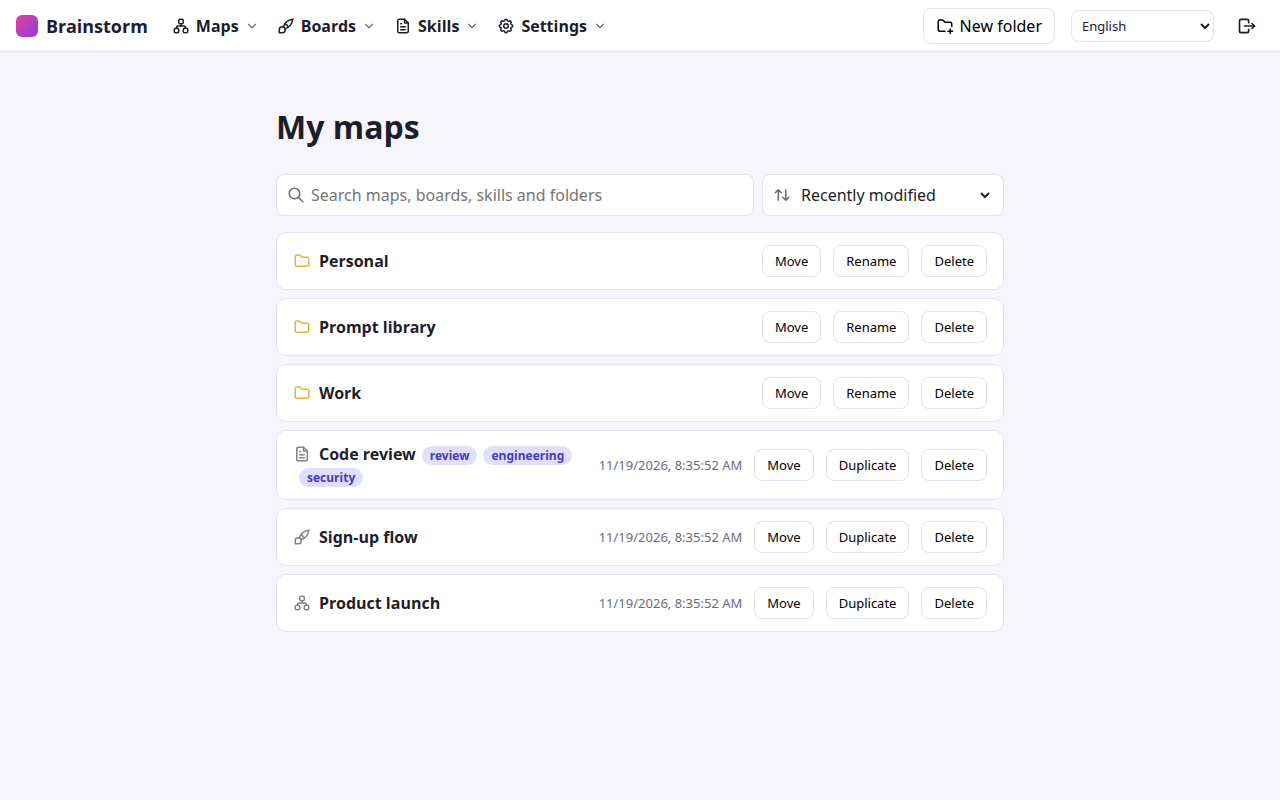 Brainstorm Maps Boards Skills Settings New folder English
My maps
Search maps, boards, skills and folders Recently modified
Personal Move Rename Delete
Prompt library Move Rename Delete
Work Move Rename Delete
Code review review engineering 11/19/2026, 8:35:52 AM Move Duplicate Delete
security
Sign-up flow 11/19/2026, 8:35:52 AM Move Duplicate Delete
Product launch 11/19/2026, 8:35:52 AM Move Duplicate Delete